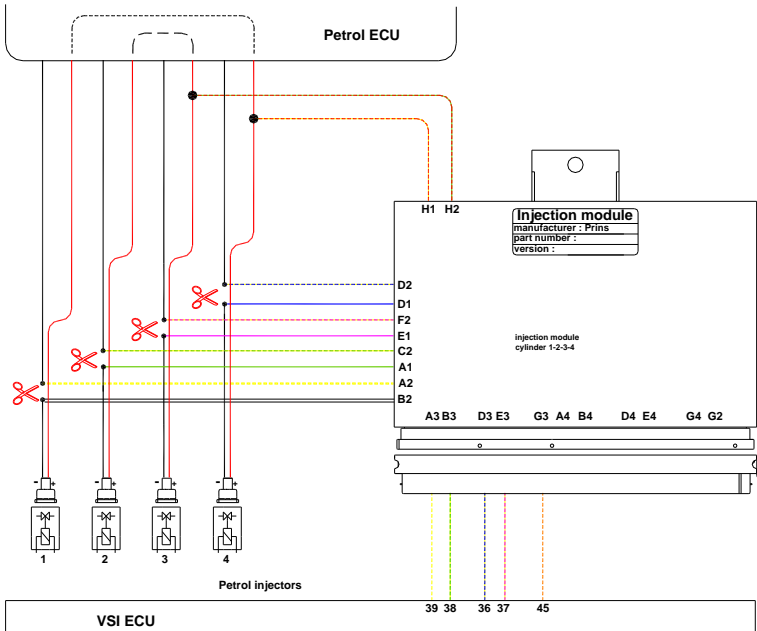 Petrol ECU
H1 H2
Injection module
manufacturer : Prins
part number :
version :
D2
D1
F2
E1
C2
A1
A2
B2
injection module
cylinder 1-2-3-4
A3 B3 D3 E3 G3 A4 B4 D4 E4 G4 G2
- + - + - + - +
1 2 3 4
Petrol injectors
39 38 36 37 45
VSI ECU